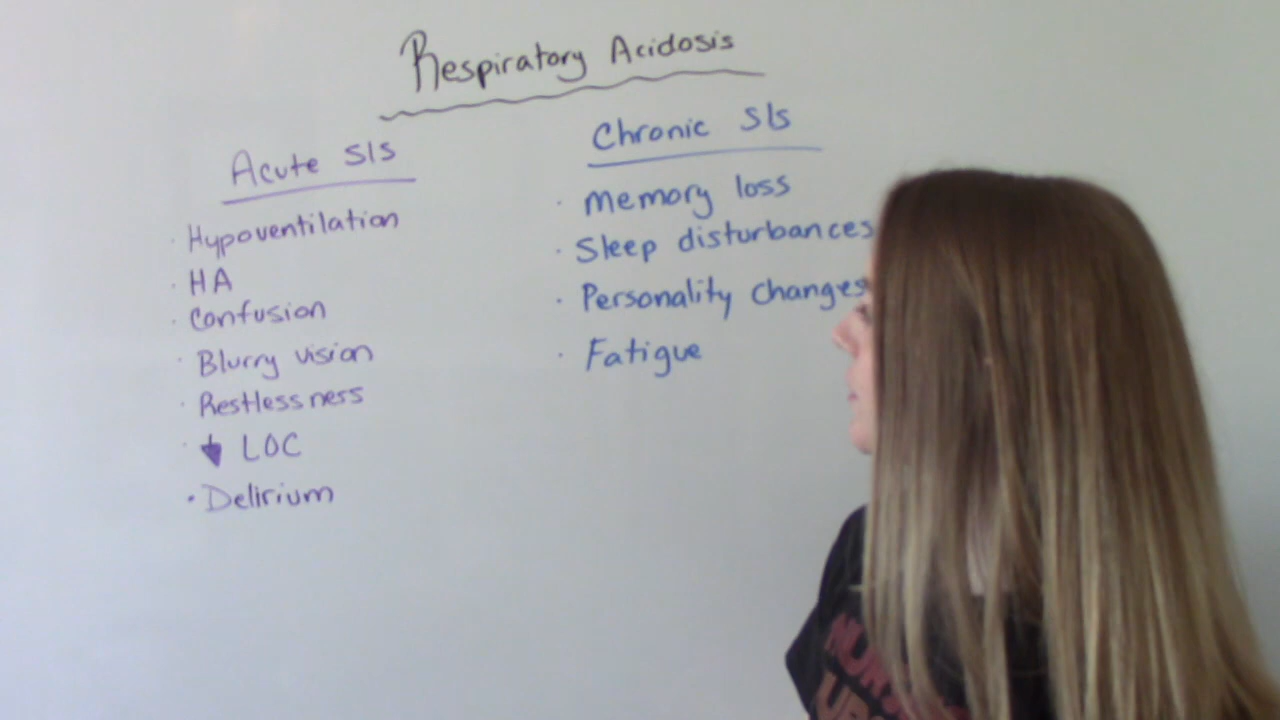 Respiratory Acidosis
Acute S/S
· Hypoventilation
· HA
· Confusion
· Blurry vision
· Restlessness
· ↓ LOC
· Delirium
Chronic S/S
· Memory loss
· Sleep disturbances
· Personality changes
· Fatigue